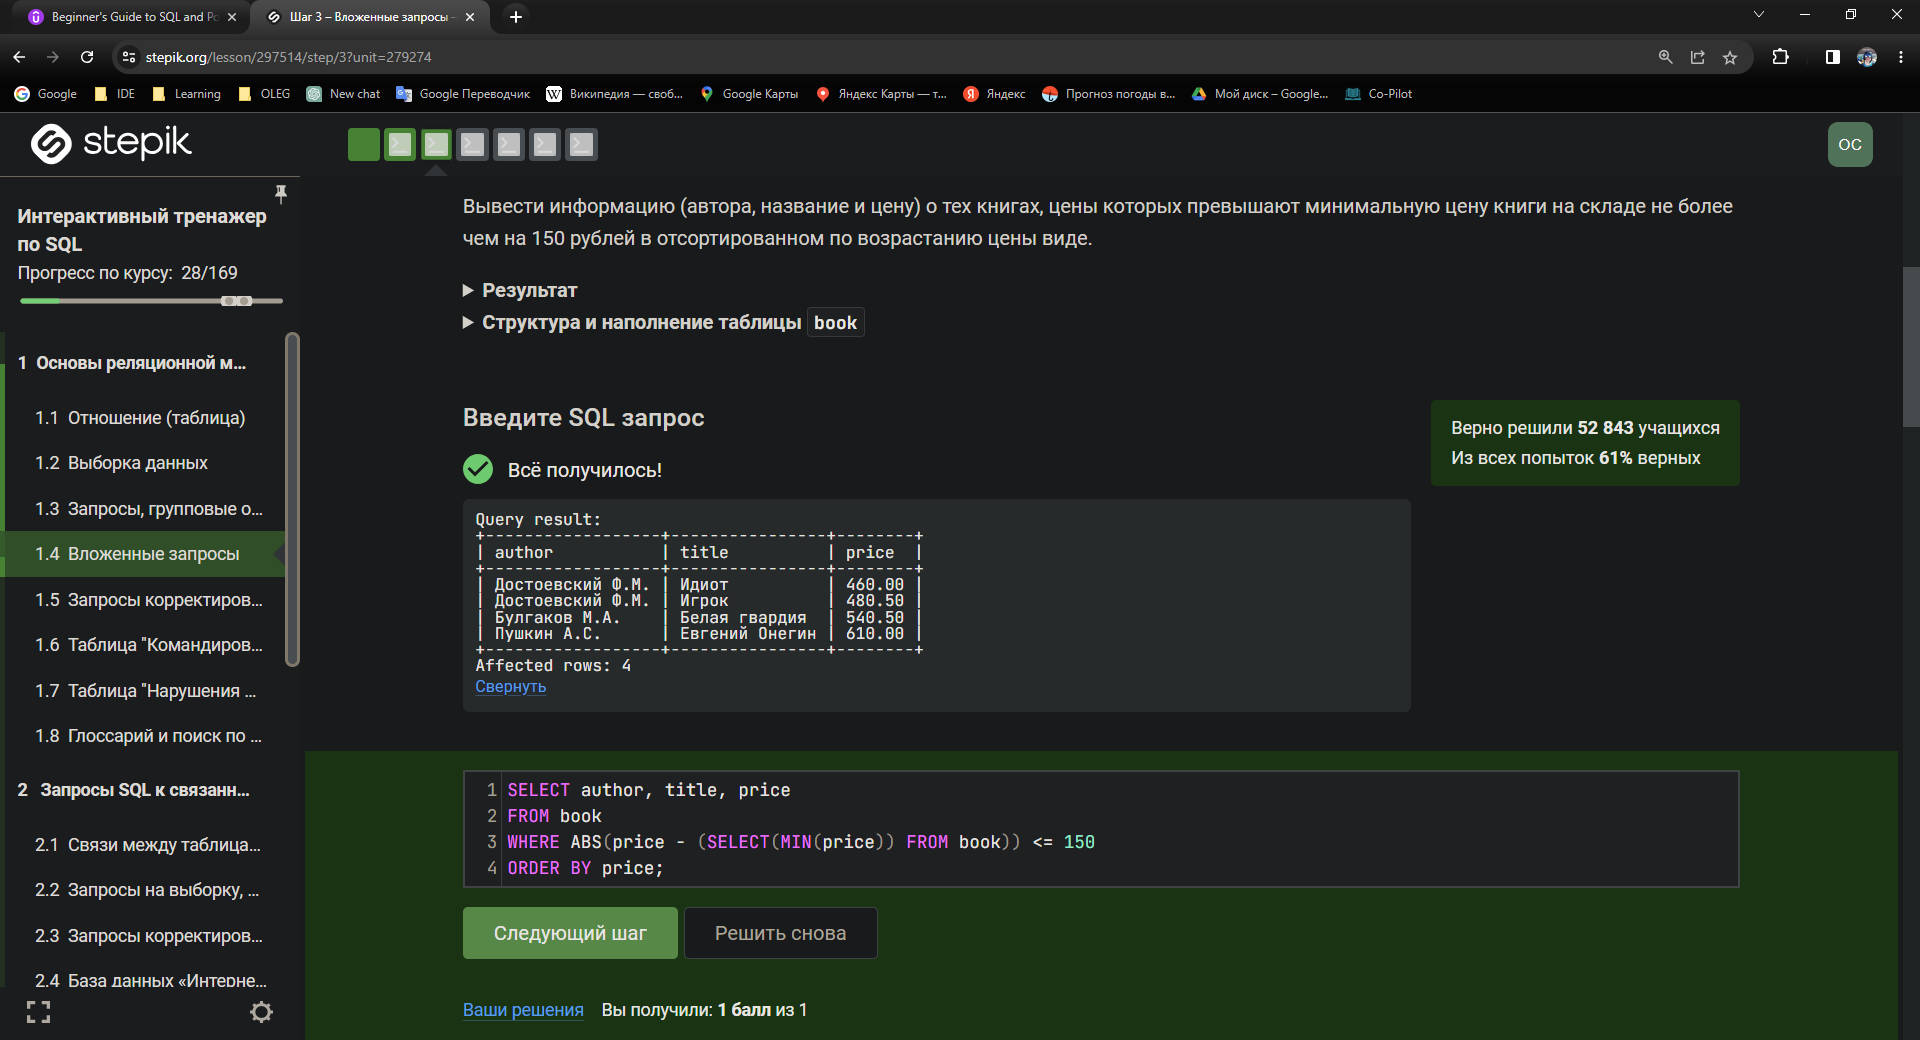 Beginner's Guide to SQL and Po
Шаг 3 – Вложенные запросы –
stepik.org/lesson/297514/step/3?unit=279274
Google
IDE
Learning
OLEG
New chat
Google Переводчик
Википедия — своб...
Google Карты
Яндекс Карты — т...
Яндекс
Прогноз погоды в...
Мой диск – Google...
Co-Pilot
stepik
OC
Интерактивный тренажер
по SQL
Прогресс по курсу: 28/169
1 Основы реляционной м...
1.1 Отношение (таблица)
1.2 Выборка данных
1.3 Запросы, групповые о...
1.4 Вложенные запросы
1.5 Запросы корректиров...
1.6 Таблица "Командиров...
1.7 Таблица "Нарушения ...
1.8 Глоссарий и поиск по ...
2 Запросы SQL к связанн...
2.1 Связи между таблица...
2.2 Запросы на выборку, ...
2.3 Запросы корректиров...
2.4 База данных «Интерне...
Вывести информацию (автора, название и цену) о тех книгах, цены которых превышают минимальную цену книги на складе не более
чем на 150 рублей в отсортированном по возрастанию цены виде.
Результат
Структура и наполнение таблицы book
Введите SQL запрос
Верно решили 52 843 учащихся
Из всех попыток 61% верных
Всё получилось!
Query result:
+------------------+----------------+--------+
| author           | title          | price  |
+------------------+----------------+--------+
| Достоевский Ф.М. | Идиот          | 460.00 |
| Достоевский Ф.М. | Игрок          | 480.50 |
| Булгаков М.А.    | Белая гвардия  | 540.50 |
| Пушкин А.С.      | Евгений Онегин | 610.00 |
+------------------+----------------+--------+
Affected rows: 4
Свернуть
1 SELECT author, title, price
2 FROM book
3 WHERE ABS(price - (SELECT(MIN(price)) FROM book)) <= 150
4 ORDER BY price;
Следующий шаг
Решить снова
Ваши решения Вы получили: 1 балл из 1